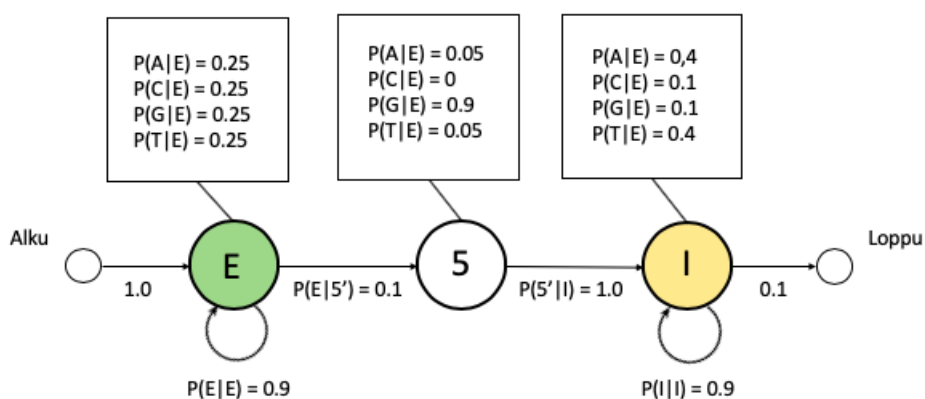 P(A|E) = 0.25
P(C|E) = 0.25
P(G|E) = 0.25
P(T|E) = 0.25
P(A|E) = 0.05
P(C|E) = 0
P(G|E) = 0.9
P(T|E) = 0.05
P(A|E) = 0,4
P(C|E) = 0.1
P(G|E) = 0.1
P(T|E) = 0.4
Alku
E
5
I
Loppu
1.0
P(E|5') = 0.1
P(5'|I) = 1.0
0.1
P(E|E) = 0.9
P(I|I) = 0.9